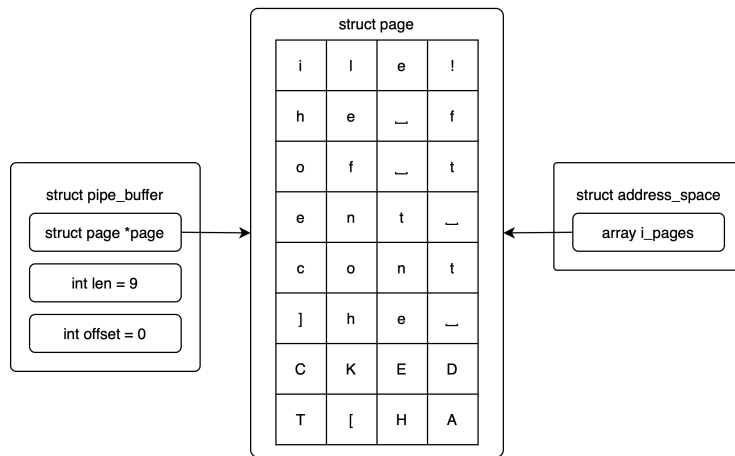 struct page
i l e !
h e ⎵ f
o f ⎵ t
e n t ⎵
c o n t
] h e ⎵
C K E D
T [ H A
struct pipe_buffer
struct page *page
int len = 9
int offset = 0
struct address_space
array i_pages